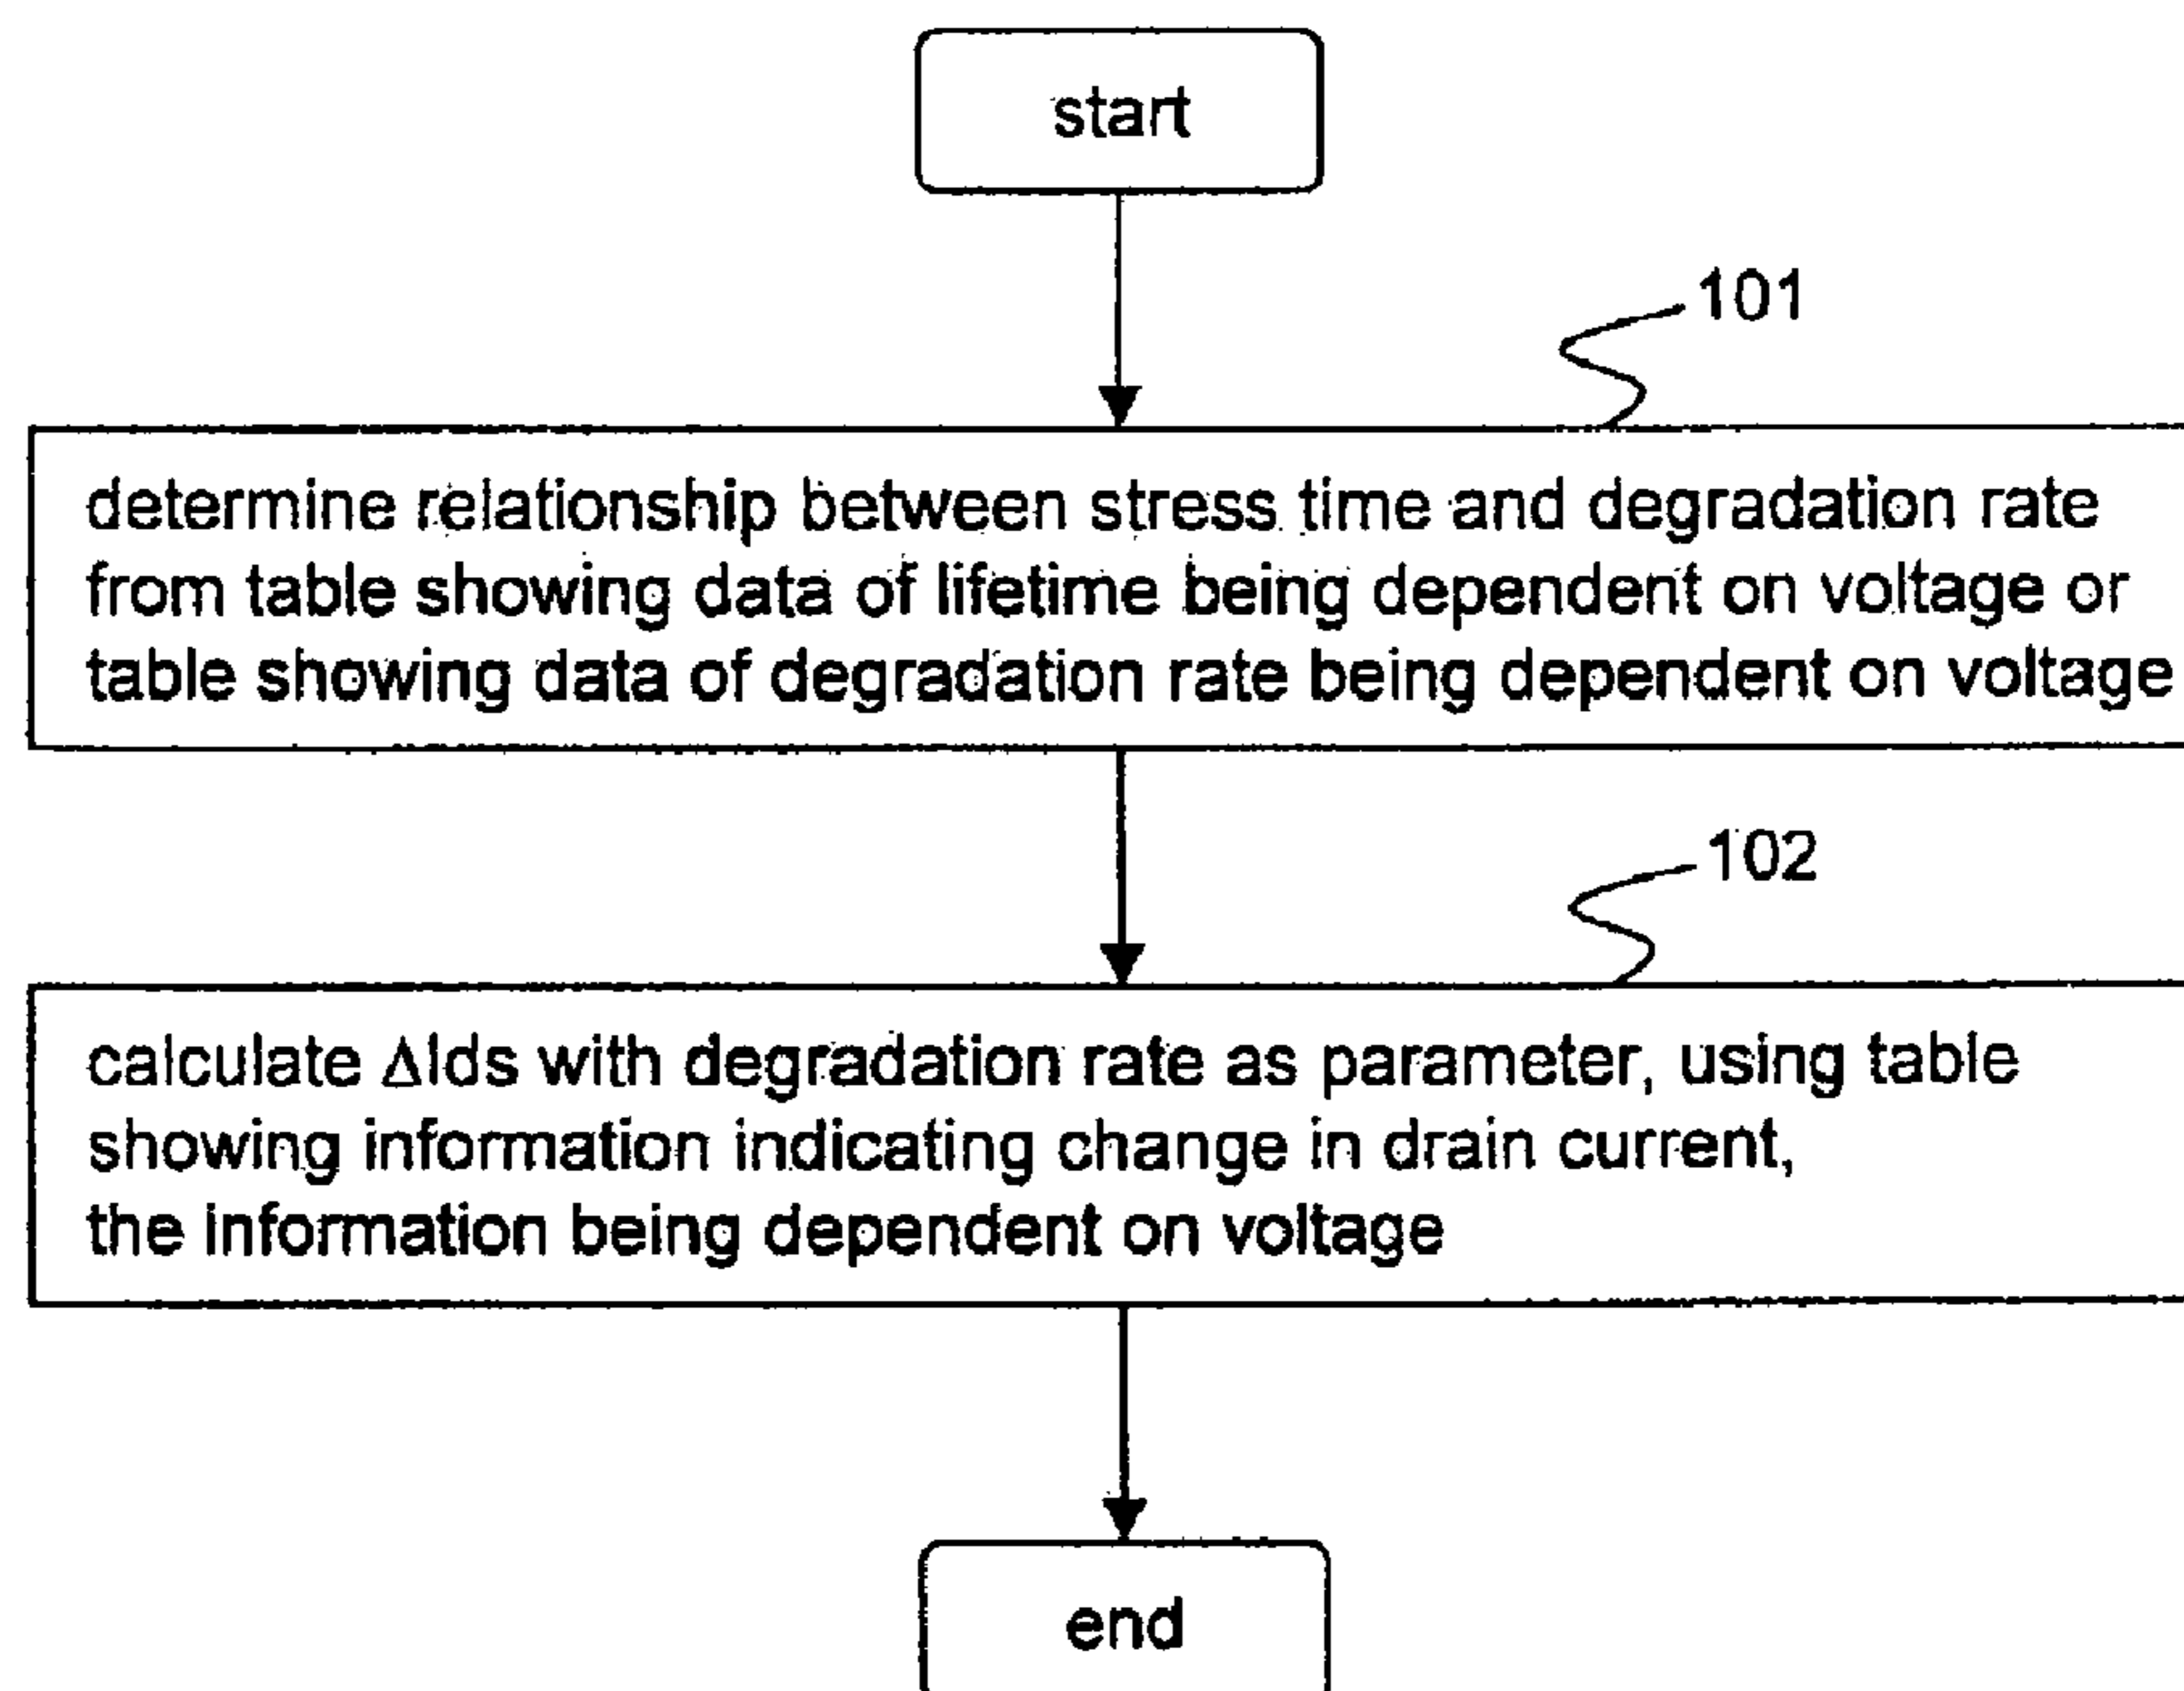 start
101
determine relationship between stress time and degradation rate
from table showing data of lifetime being dependent on voltage or
table showing data of degradation rate being dependent on voltage
102
calculate ΔIds with degradation rate as parameter, using table
showing information indicating change in drain current,
the information being dependent on voltage
end